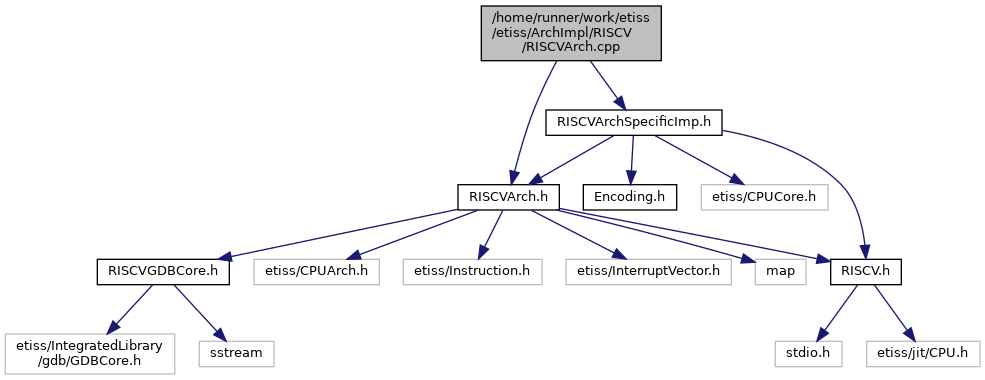 /home/runner/work/etiss
/etiss/ArchImpl/RISCV
/RISCVArch.cpp
RISCVArchSpecificImp.h
RISCVArch.h
Encoding.h
etiss/CPUCore.h
RISCVGDBCore.h
etiss/CPUArch.h
etiss/Instruction.h
etiss/InterruptVector.h
map
RISCV.h
etiss/IntegratedLibrary
/gdb/GDBCore.h
sstream
stdio.h
etiss/jit/CPU.h